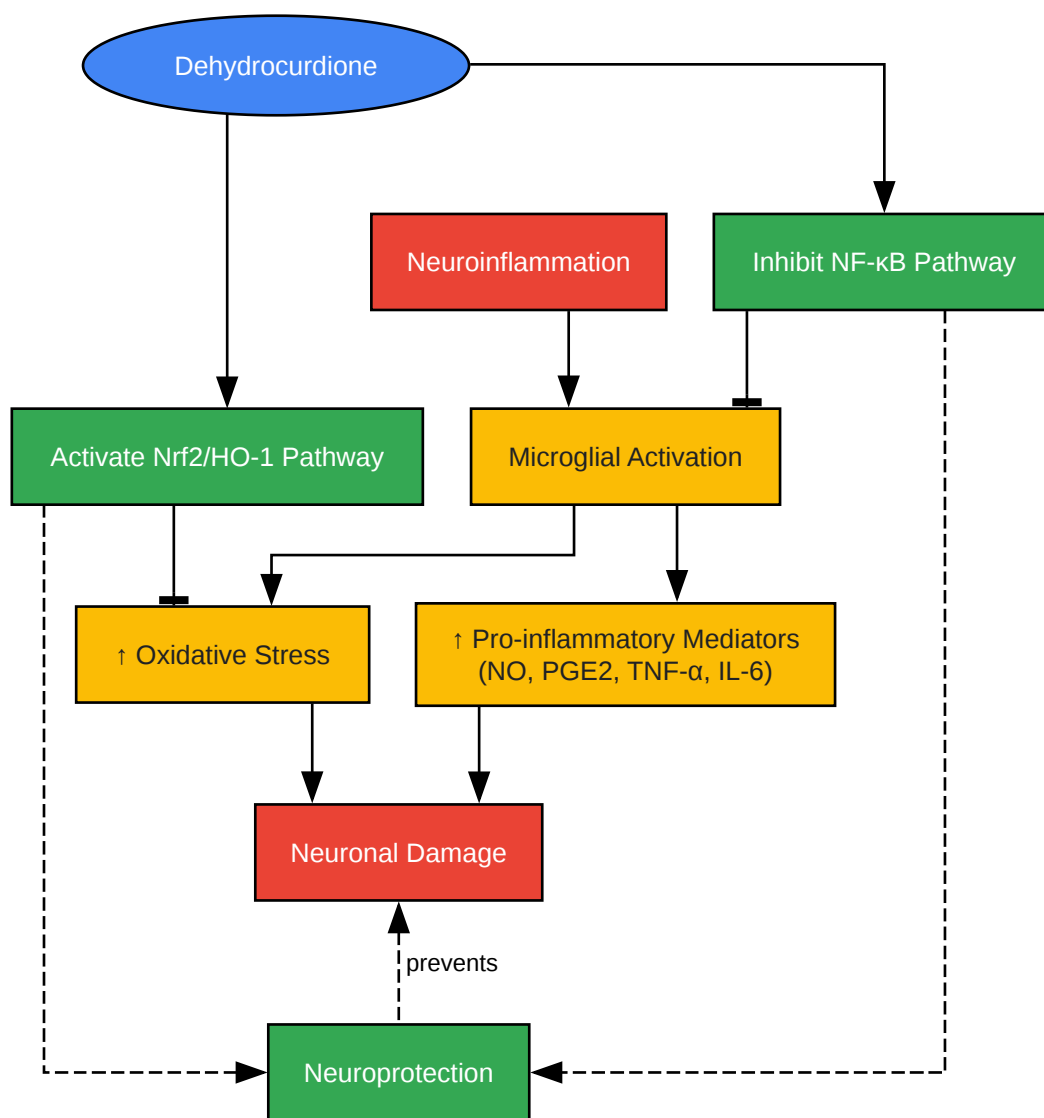 Dehydrocurdione
Neuroinflammation
Inhibit NF-κB Pathway
Activate Nrf2/HO-1 Pathway
Microglial Activation
↑ Oxidative Stress
↑ Pro-inflammatory Mediators
(NO, PGE2, TNF-α, IL-6)
Neuronal Damage
prevents
Neuroprotection